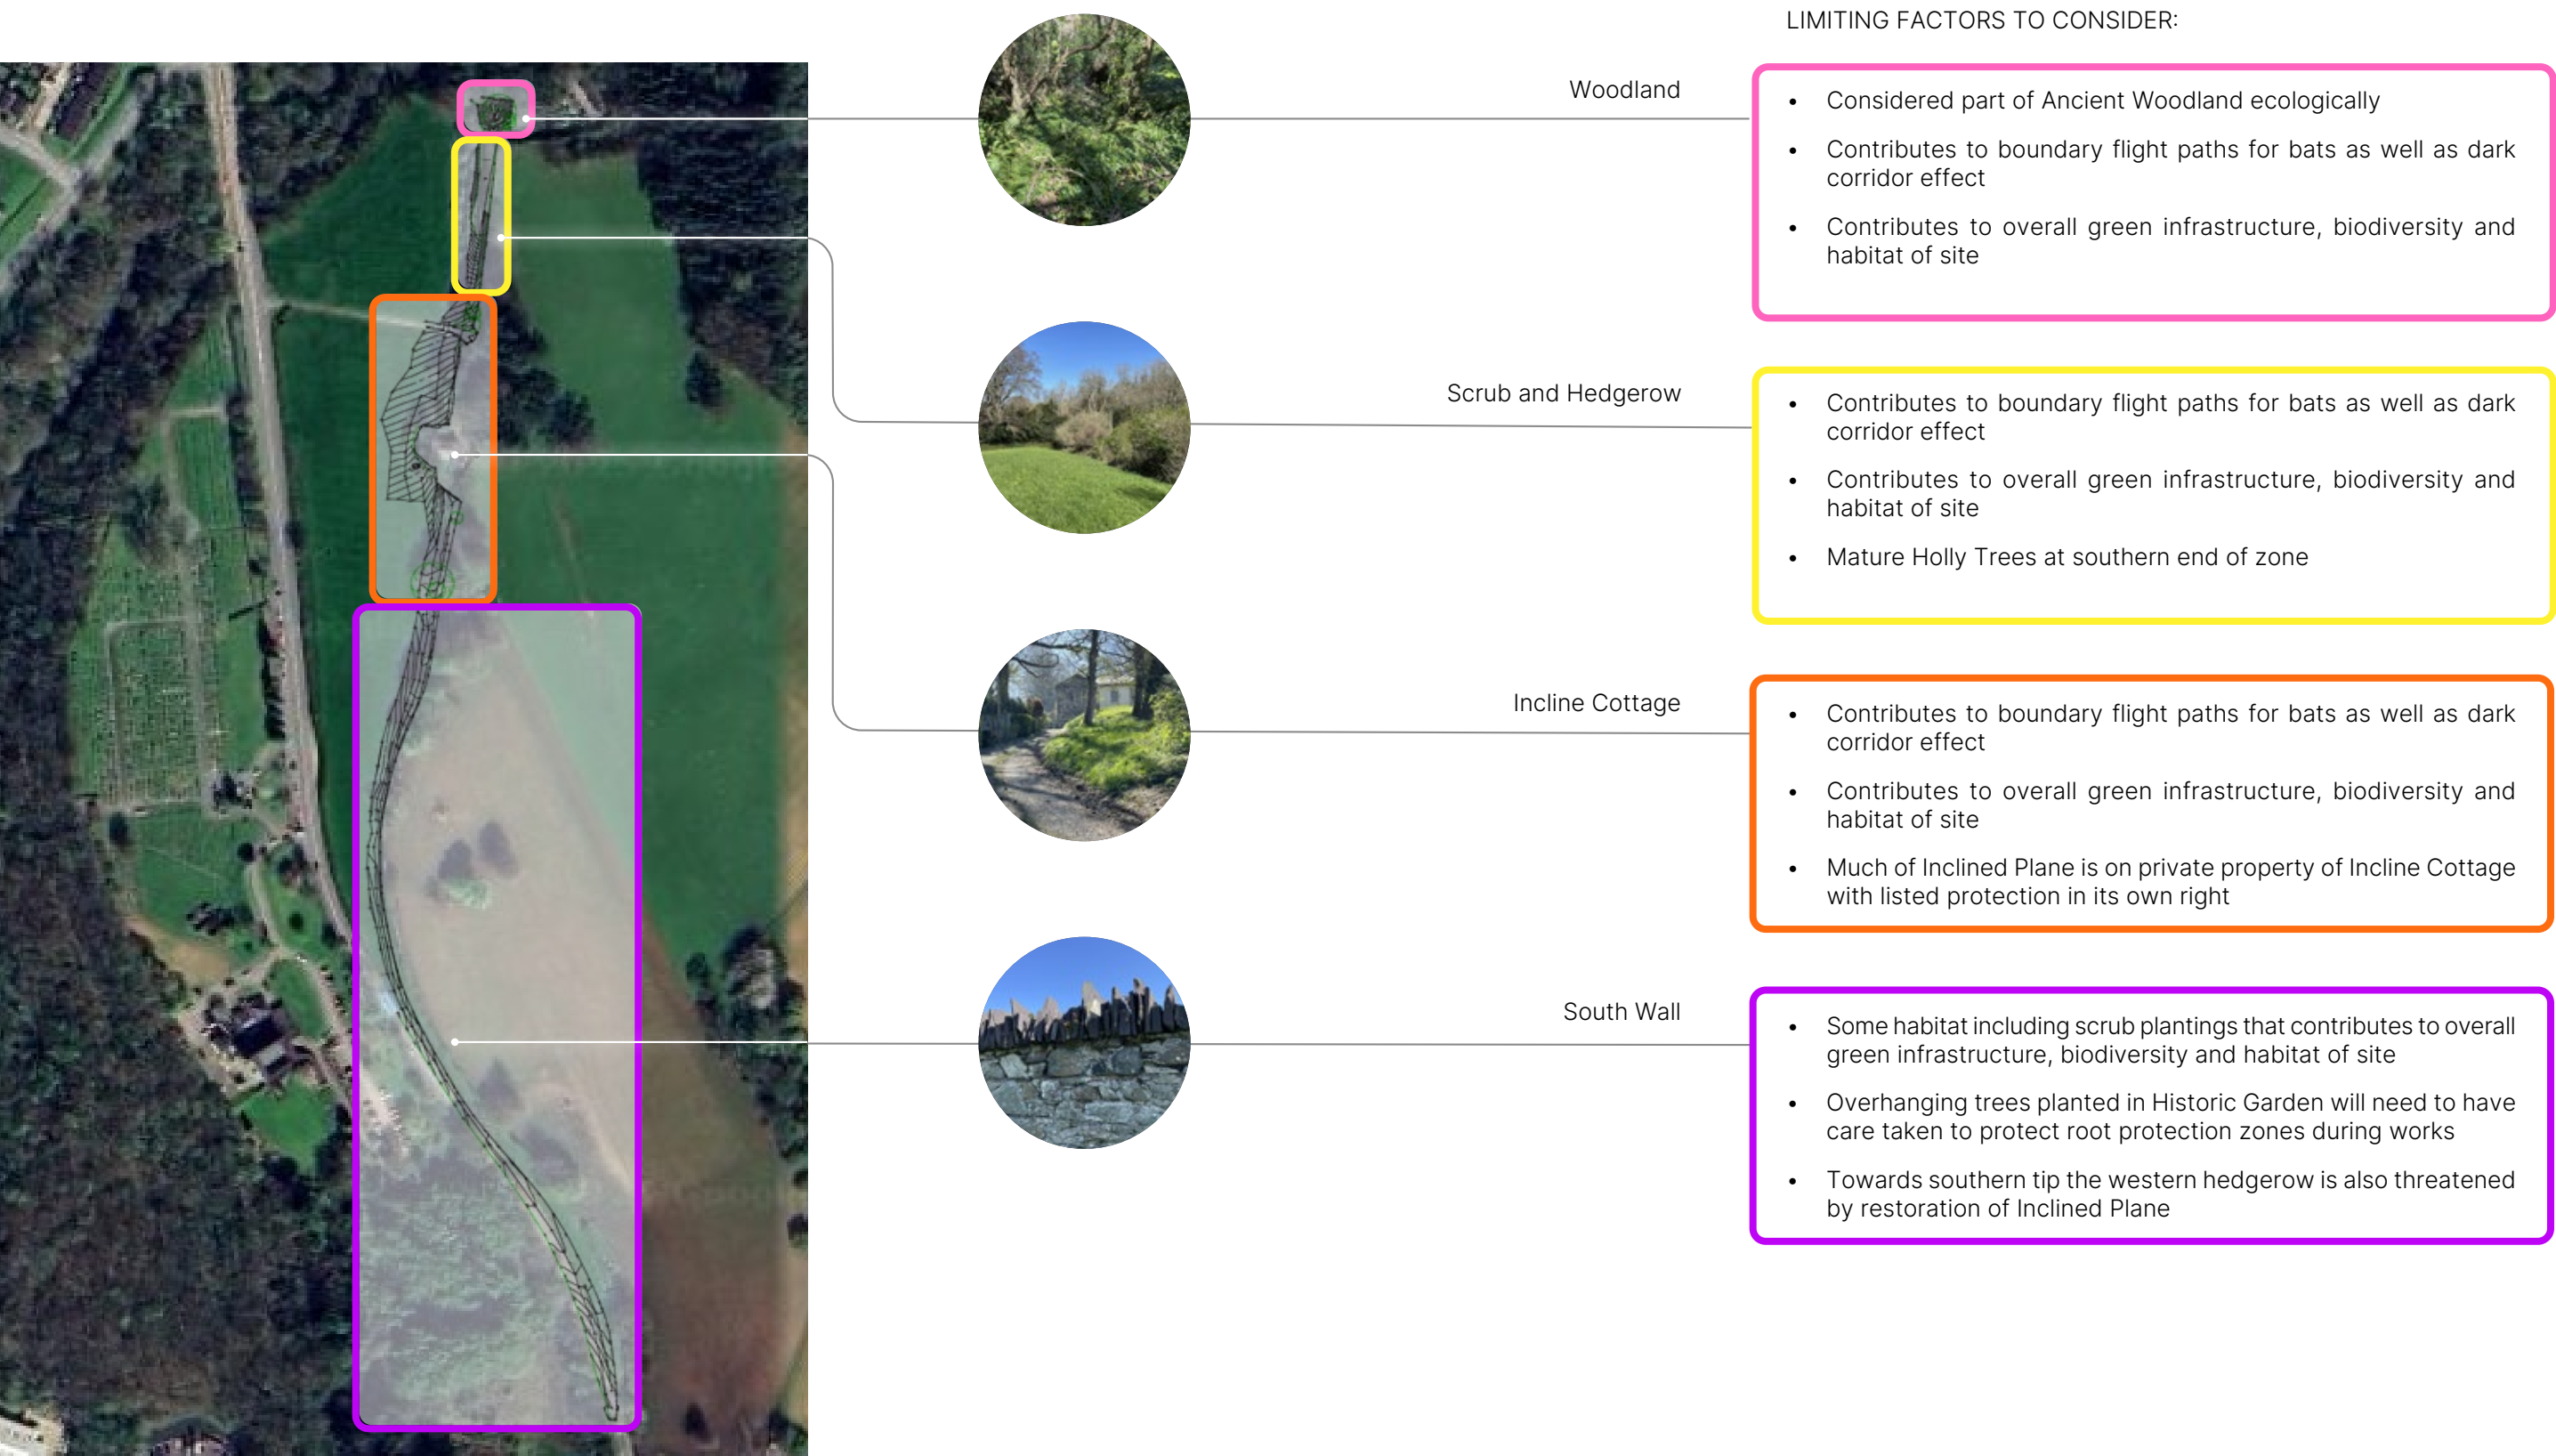 LIMITING FACTORS TO CONSIDER:
Woodland
• Considered part of Ancient Woodland ecologically
• Contributes to boundary flight paths for bats as well as dark
corridor effect
• Contributes to overall green infrastructure, biodiversity and
habitat of site
Scrub and Hedgerow
• Contributes to boundary flight paths for bats as well as dark
corridor effect
• Contributes to overall green infrastructure, biodiversity and
habitat of site
• Mature Holly Trees at southern end of zone
Incline Cottage
• Contributes to boundary flight paths for bats as well as dark
corridor effect
• Contributes to overall green infrastructure, biodiversity and
habitat of site
• Much of Inclined Plane is on private property of Incline Cottage
with listed protection in its own right
South Wall
• Some habitat including scrub plantings that contributes to overall
green infrastructure, biodiversity and habitat of site
• Overhanging trees planted in Historic Garden will need to have
care taken to protect root protection zones during works
• Towards southern tip the western hedgerow is also threatened
by restoration of Inclined Plane